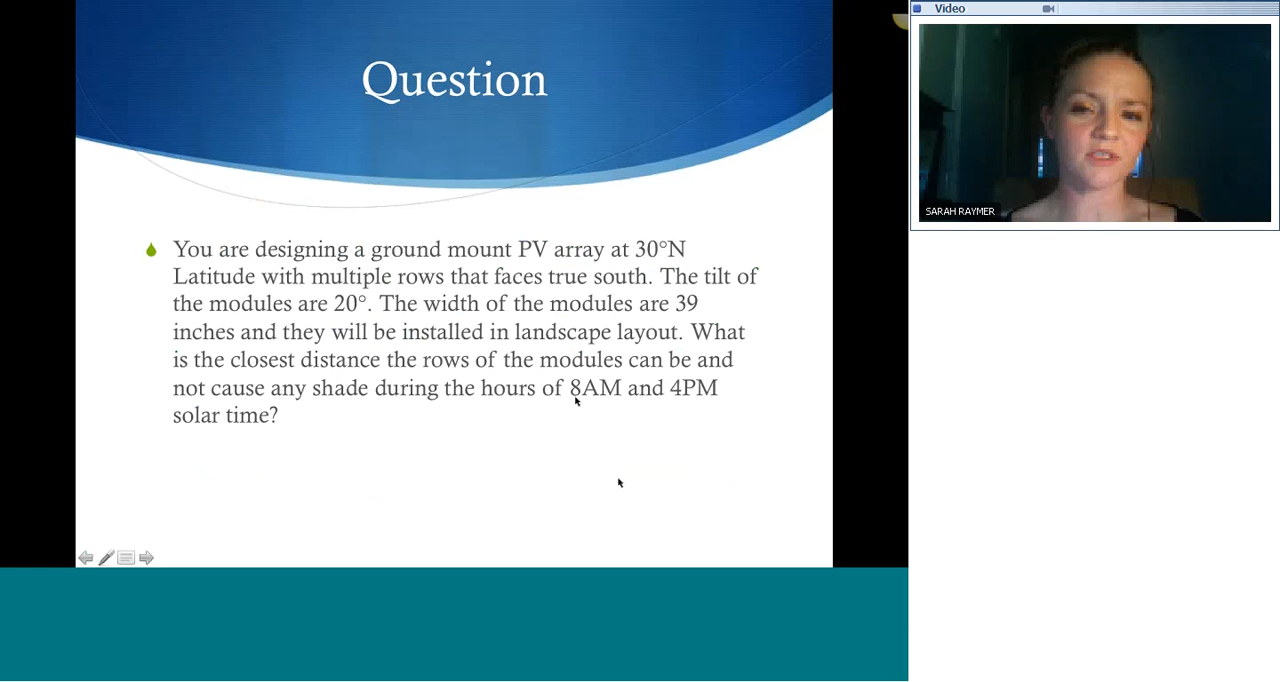 Question
You are designing a ground mount PV array at 30°N
Latitude with multiple rows that faces true south. The tilt of
the modules are 20°. The width of the modules are 39
inches and they will be installed in landscape layout. What
is the closest distance the rows of the modules can be and
not cause any shade during the hours of 8AM and 4PM
solar time?
Video
SARAH RAYMER